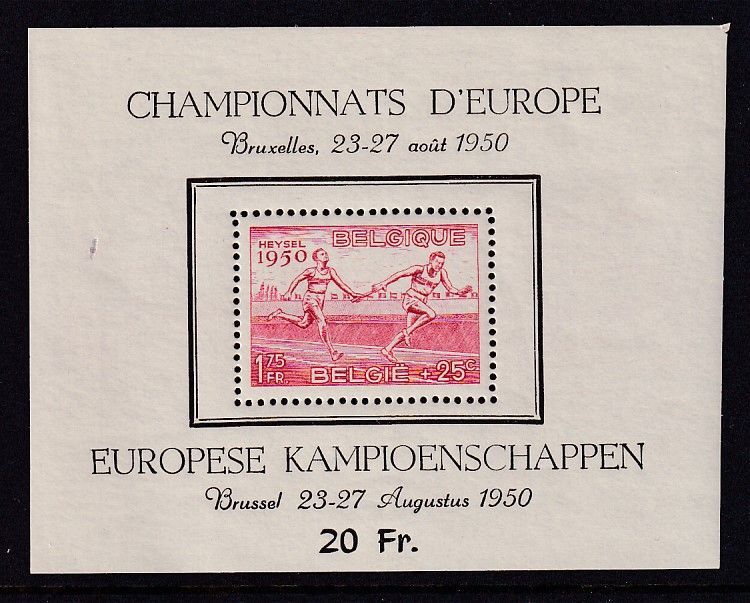 CHAMPIONNATS D'EUROPE
Bruxelles, 23-27 août 1950
HEYSEL BELGIQUE
1950
1 75 FR. BELGIË + 25 C
EUROPESE KAMPIOENSCHAPPEN
Brussel 23-27 Augustus 1950
20 Fr.